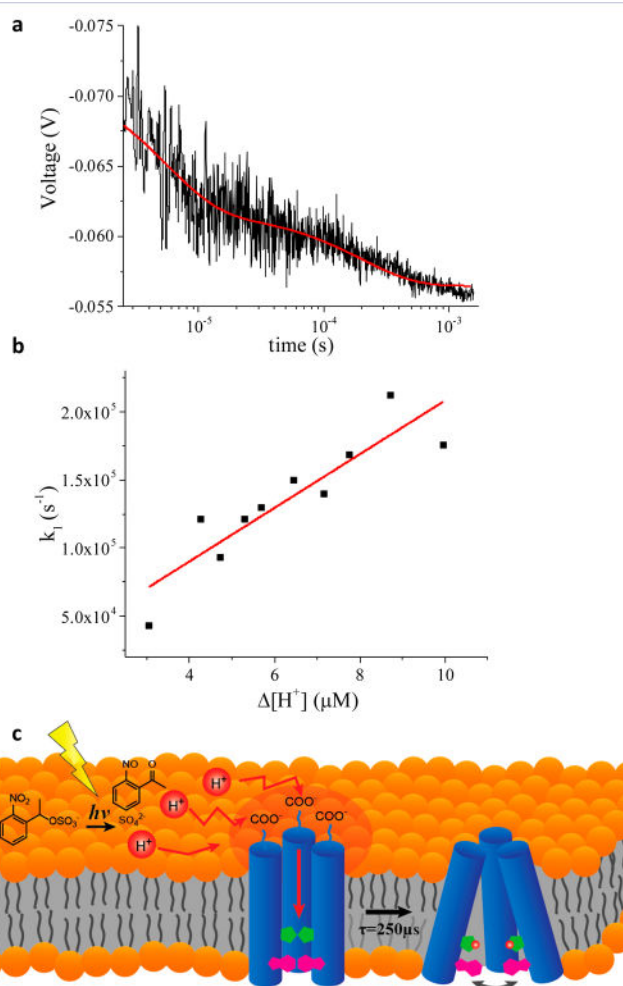 a
-0.075
-0.070
-0.065
-0.060
-0.055
Voltage (V)
10⁻⁵
10⁻⁴
10⁻³
time (s)
b
2.0x10⁵
1.5x10⁵
1.0x10⁵
5.0x10⁴
k₁ (s⁻¹)
4
6
8
10
Δ[H⁺] (μM)
c
NO₂
OSO₃⁻
hν
NO
O
SO₄²⁻
H⁺
H⁺
H⁺
COO⁻
COO⁻
COO⁻
τ=250μs